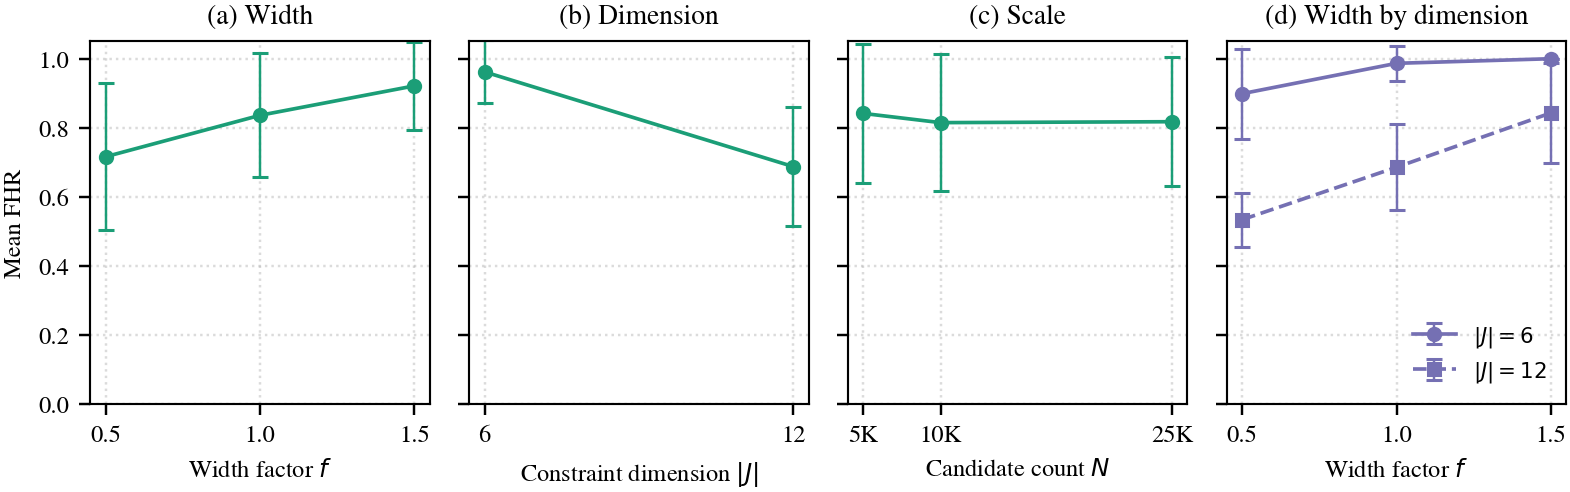 (a) Width
(b) Dimension
(c) Scale
(d) Width by dimension
Mean FHR
1.0
0.8
0.6
0.4
0.2
0.0
0.5 1.0 1.5
6 12
5K 10K 25K
0.5 1.0 1.5
Width factor f
Constraint dimension |J|
Candidate count N
Width factor f
|J| = 6
|J| = 12